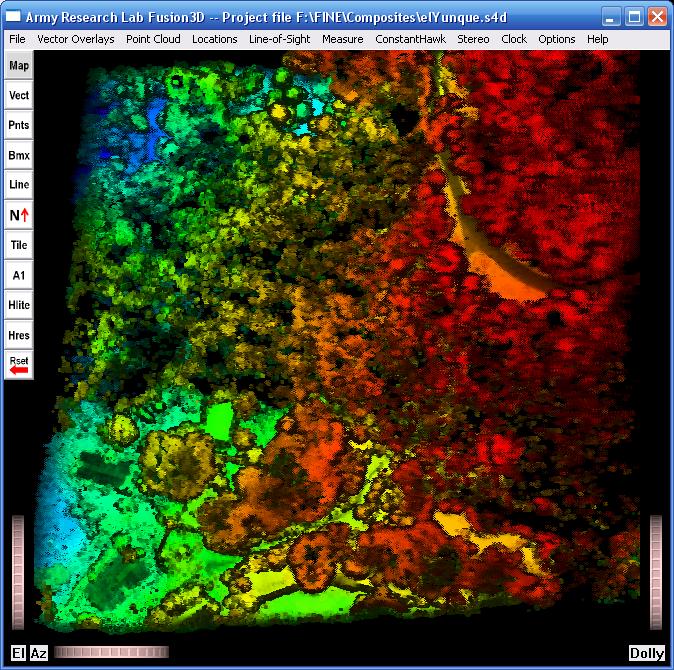 Army Research Lab Fusion3D -- Project file F:\FINE\Composites\elYunque.s4d
File Vector Overlays Point Cloud Locations Line-of-Sight Measure ConstantHawk Stereo Clock Options Help
Map
Vect
Pnts
Bmx
Line
N
Tile
A1
Hlite
Hres
Rset
El Az Dolly